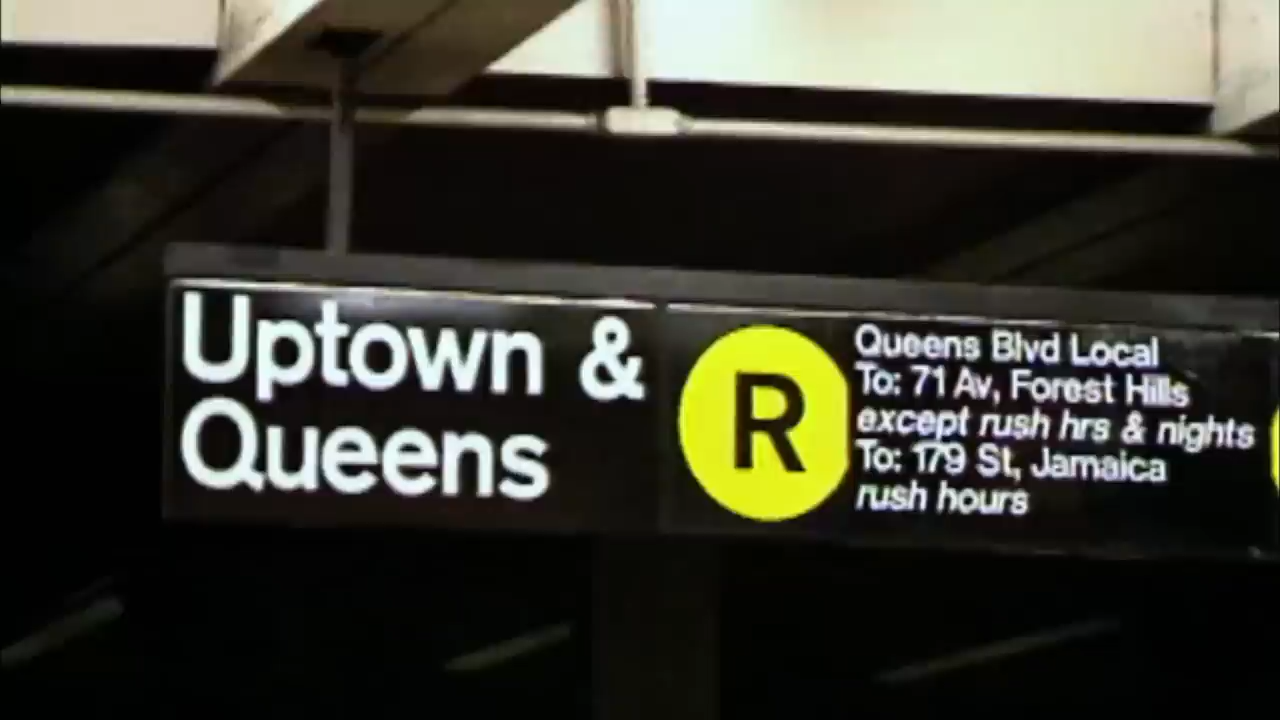 Uptown &
Queens
R
Queens Blvd Local
To: 71 Av, Forest Hills
except rush hrs & nights
To: 179 St, Jamaica
rush hours